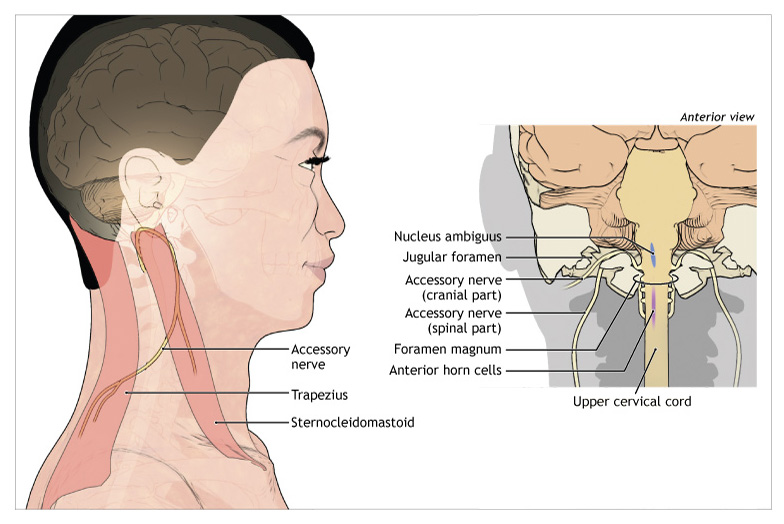 Anterior view
Nucleus ambiguus
Jugular foramen
Accessory nerve
(cranial part)
Accessory nerve
(spinal part)
Foramen magnum
Anterior horn cells
Upper cervical cord
Accessory
nerve
Trapezius
Sternocleidomastoid